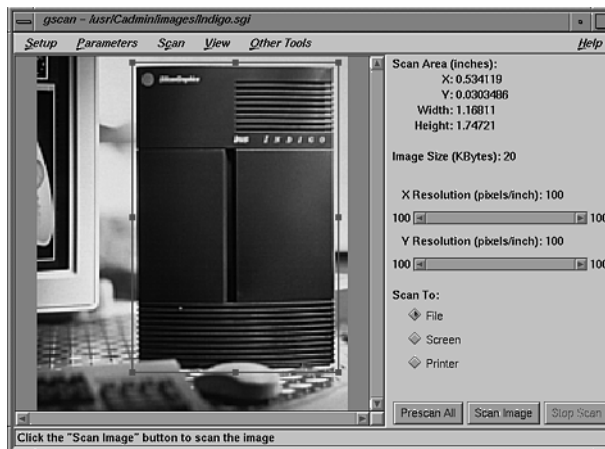 gscan – /usr/Cadmin/images/Indigo.sgi
Setup Parameters Scan View Other Tools Help
SiliconGraphics
INDIGO
Scan Area (inches):
X: 0.534119
Y: 0.0303486
Width: 1.16811
Height: 1.74721
Image Size (KBytes): 20
X Resolution (pixels/inch): 100
100 100
Y Resolution (pixels/inch): 100
100 100
Scan To:
File
Screen
Printer
Prescan All Scan Image Stop Scan
Click the "Scan Image" button to scan the image